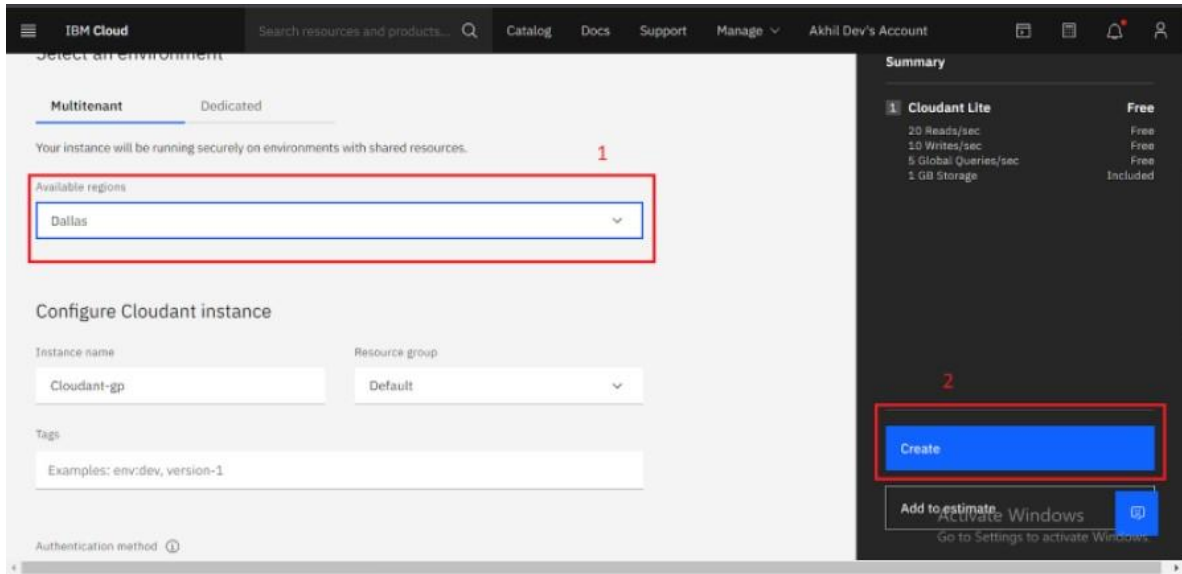 IBM Cloud Search resources and products... Catalog Docs Support Manage Akhil Dev's Account
Select an environment
Multitenant Dedicated
Your instance will be running securely on environments with shared resources.
1
Available regions
Dallas
Configure Cloudant instance
Instance name Resource group
Cloudant-gp Default
Tags
Examples: env:dev, version-1
Authentication method
Summary
1 Cloudant Lite Free
20 Reads/sec Free
10 Writes/sec Free
5 Global Queries/sec Free
1 GB Storage Included
2
Create
Add to estimate
Activate Windows
Go to Settings to activate Windows.